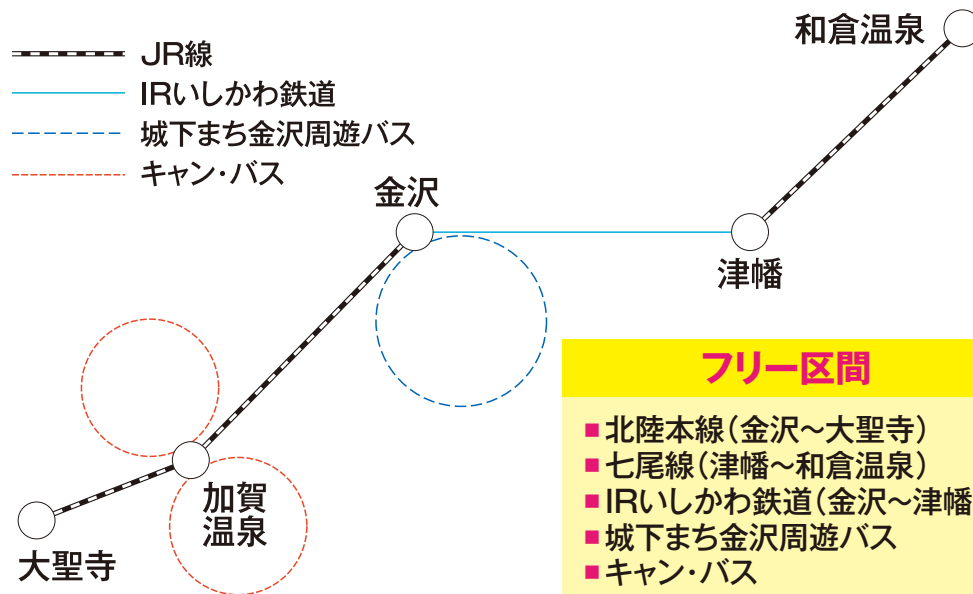 JR線
IRいしかわ鉄道
城下まち金沢周遊バス
キャン・バス
和倉温泉
金沢
津幡
加賀
温泉
大聖寺
フリー区間
■北陸本線(金沢～大聖寺)
■七尾線(津幡～和倉温泉)
■IRいしかわ鉄道(金沢～津幡
■城下まち金沢周遊バス
■キャン・バス